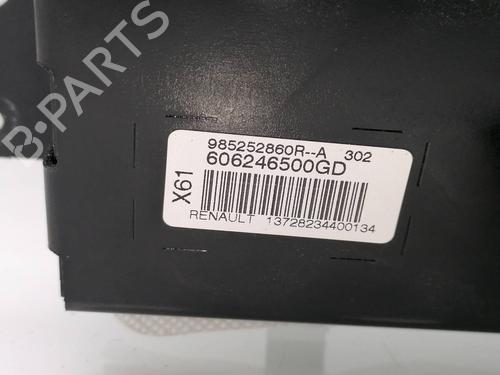 B-PARTS
985252860R--A 302
606246500GD
X61
RENAULT 13728234400134